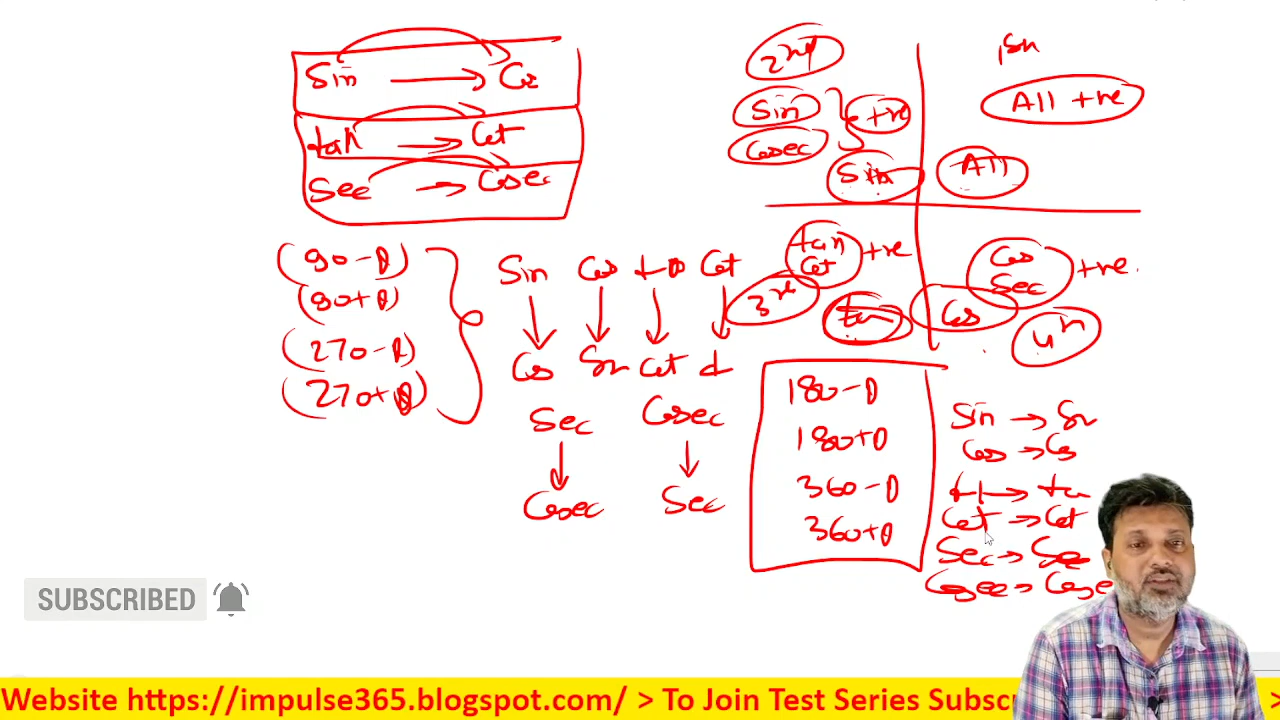 Sin → Cos
tan → Cot
Sec → Cosec
(90-θ)
(90+θ)
(270-θ)
(270+θ)
Sin Cos tan Cot
Cos Sin Cot t
Sec Cosec
Cosec Sec
2nd
Sin
Cosec
+ve
Sin
All +ve
All
tan
Cot
+ve
3rd
tan
Cos
Sec
+ve
Cos
4th
180-θ
180+θ
360-θ
360+θ
Sin → Sin
Cos → Cos
tan → tan
Cot → Cot
Sec → Sec
Cosec → Cose
SUBSCRIBED
Website https://impulse365.blogspot.com/ > To Join Test Series Subsc